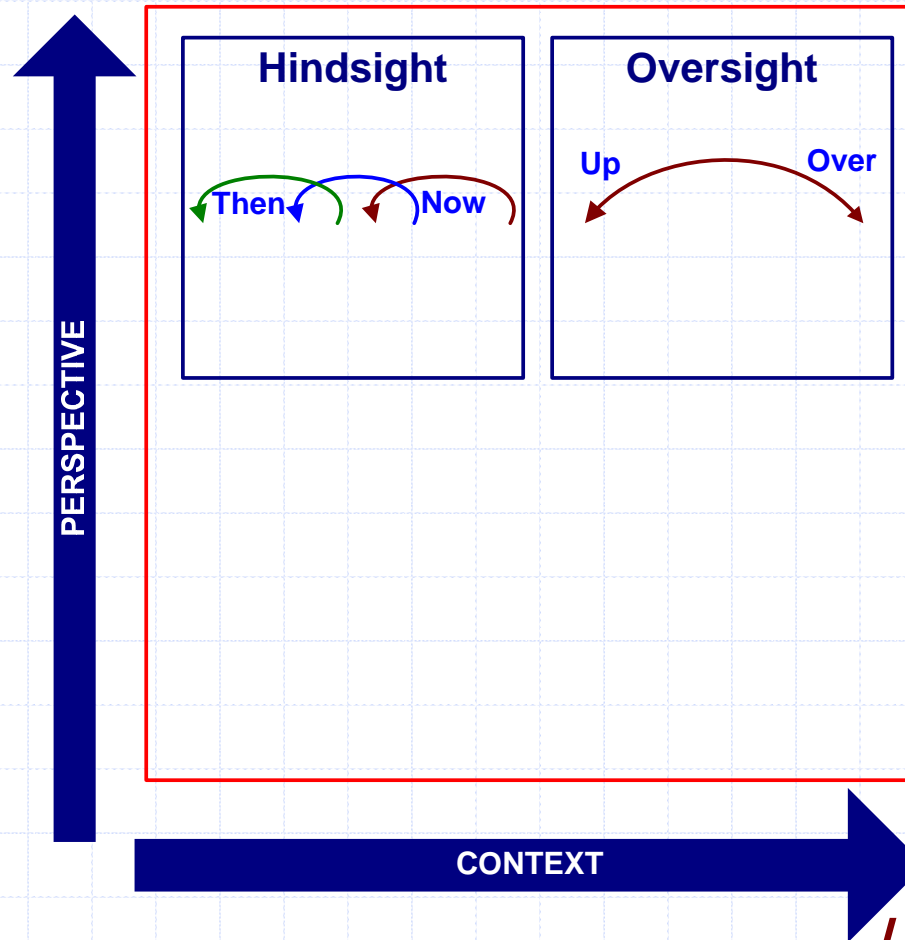 Hindsight
Oversight
Up
Over
Then
Now
PERSPECTIVE
CONTEXT